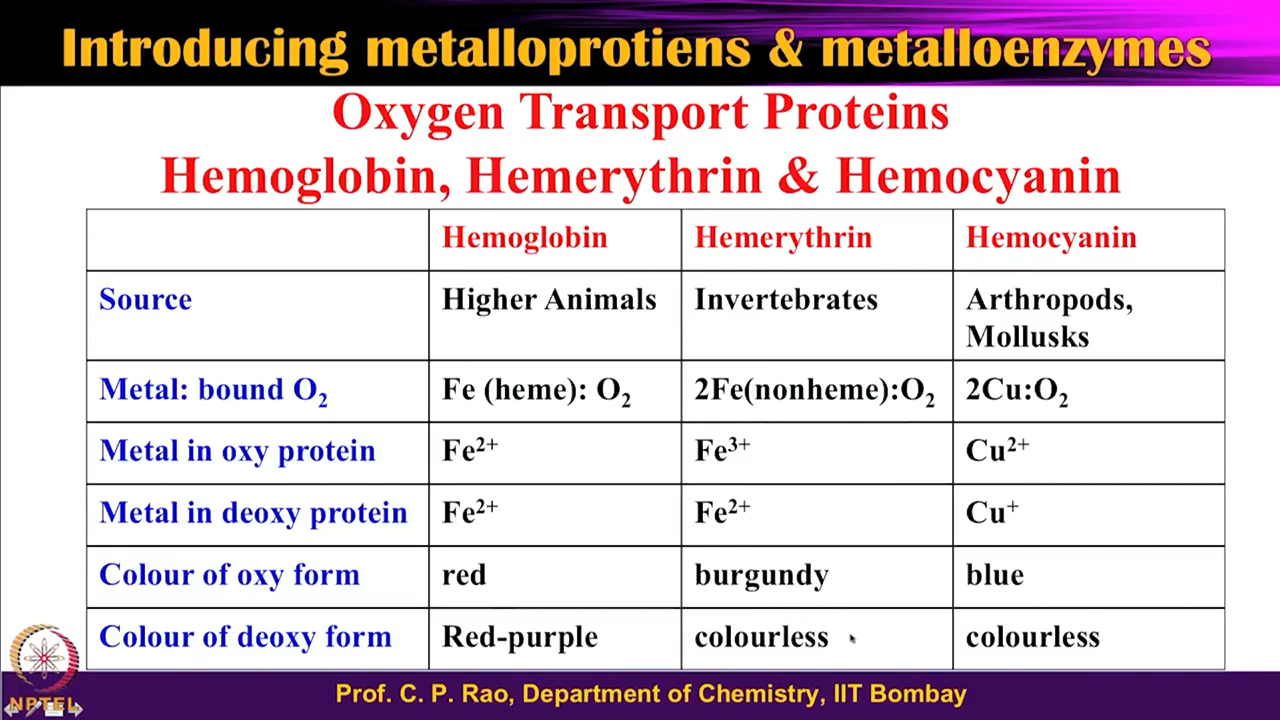 Introducing metalloprotiens & metalloenzymes
Oxygen Transport Proteins
Hemoglobin, Hemerythrin & Hemocyanin
Hemoglobin Hemerythrin Hemocyanin
Source Higher Animals Invertebrates Arthropods,
Mollusks
Metal: bound O₂ Fe (heme): O₂ 2Fe(nonheme):O₂ 2Cu:O₂
Metal in oxy protein Fe²⁺ Fe³⁺ Cu²⁺
Metal in deoxy protein Fe²⁺ Fe²⁺ Cu⁺
Colour of oxy form red burgundy blue
Colour of deoxy form Red-purple colourless colourless
NPTEL
Prof. C. P. Rao, Department of Chemistry, IIT Bombay